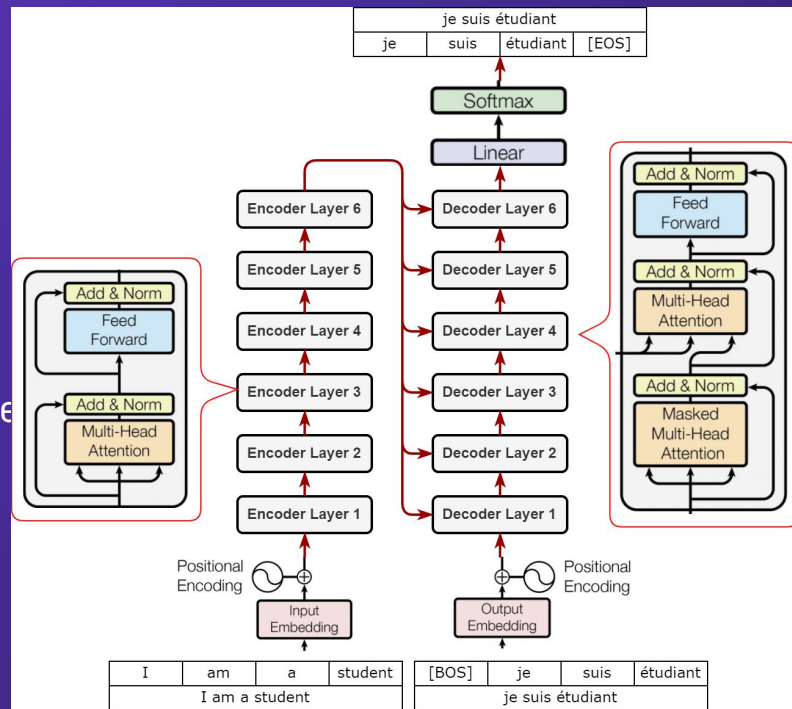 je suis étudiant
je suis étudiant [EOS]
Softmax
Linear
Encoder Layer 6
Encoder Layer 5
Encoder Layer 4
Encoder Layer 3
Encoder Layer 2
Encoder Layer 1
Decoder Layer 6
Decoder Layer 5
Decoder Layer 4
Decoder Layer 3
Decoder Layer 2
Decoder Layer 1
Add & Norm
Feed
Forward
Add & Norm
Multi-Head
Attention
Add & Norm
Feed
Forward
Add & Norm
Multi-Head
Attention
Add & Norm
Masked
Multi-Head
Attention
Positional
Encoding
Input
Embedding
Positional
Encoding
Output
Embedding
I am a student
I am a student
[BOS] je suis étudiant
je suis étudiant